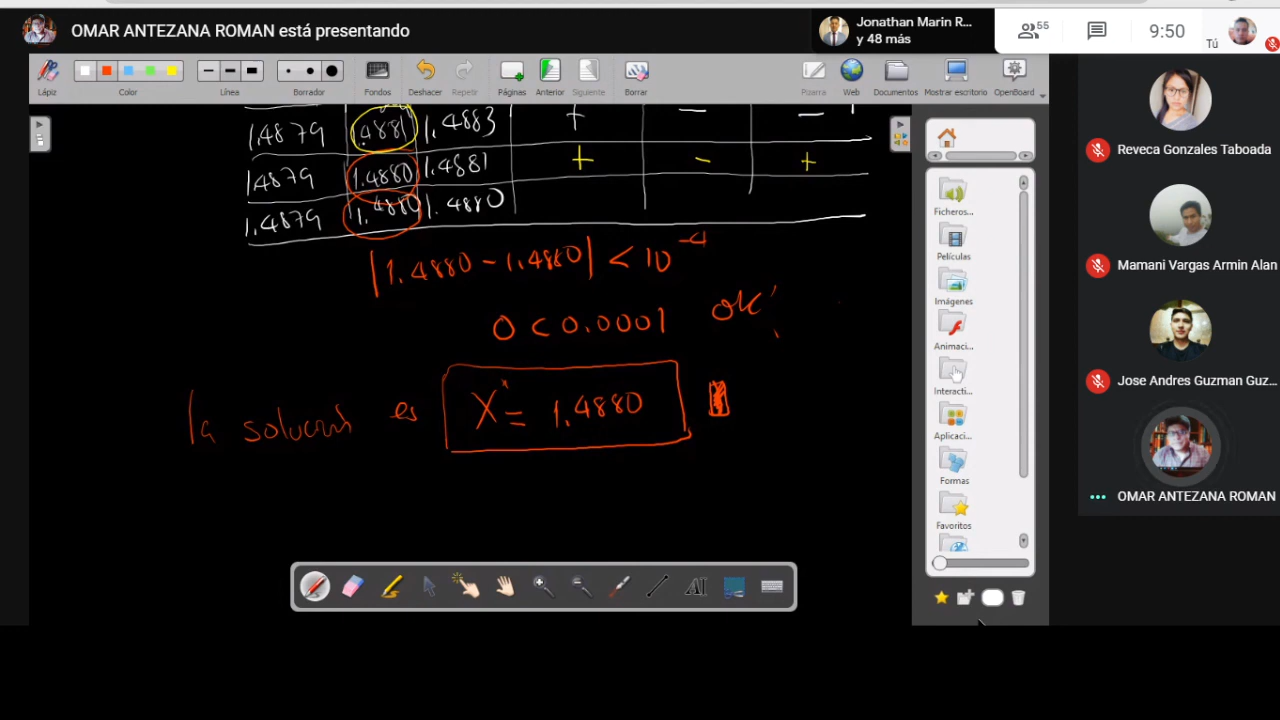 OMAR ANTEZANA ROMAN está presentando
Jonathan Marin R...
y 48 más
55
9:50
Tú
Lápiz
Color
Línea
Borrador
Fondos
Deshacer
Repetir
Páginas
Anterior
Siguiente
Borrar
Pizarra
Web
Documentos
Mostrar escritorio
OpenBoard
1.4879 1.4881 1.4883 + − −
1.4879 1.4880 1.4881 + - +
1.4879 1.4880 1.4880
|1.4880 - 1.4880| < 10^-4
0 < 0.0001 OK
la es X* = 1.4880
Ficheros...
Películas
Imágenes
Animaci...
Interacti...
Aplicaci...
Formas
Favoritos
AI
Reveca Gonzales Taboada
Mamani Vargas Armin Alan
Jose Andres Guzman Guz...
OMAR ANTEZANA ROMAN